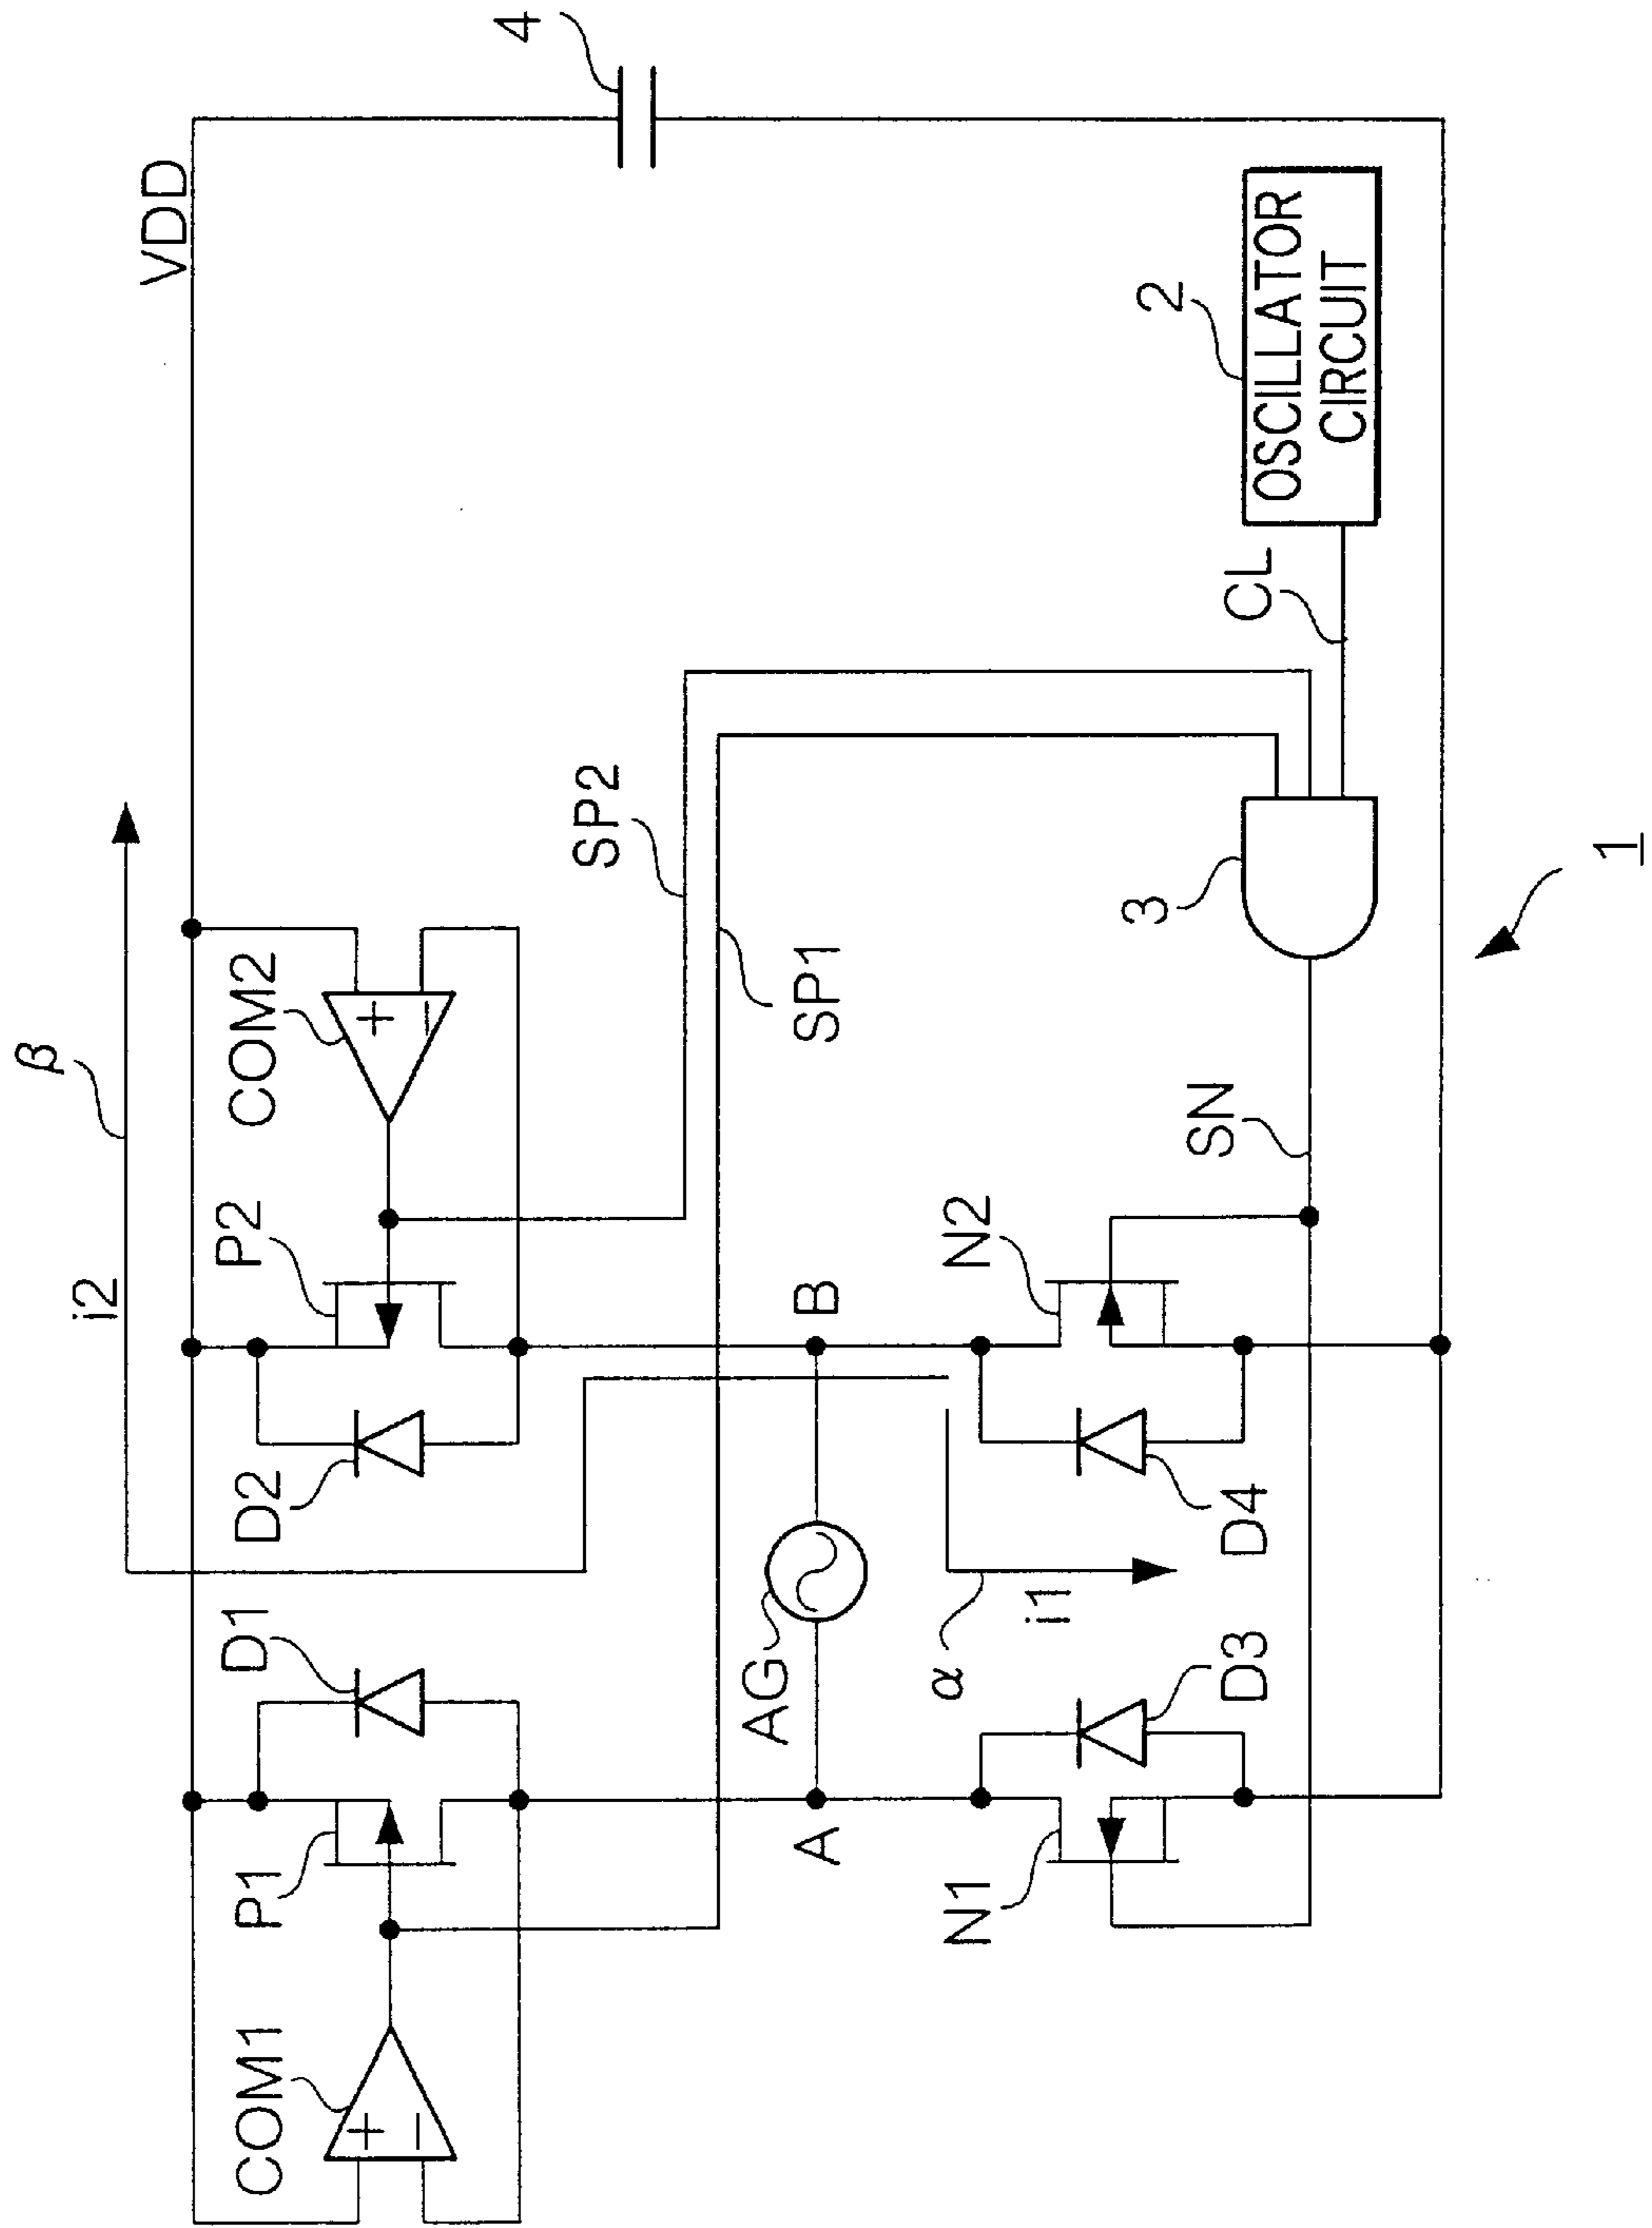 β
i2
VDD
4
COM1
P1
D1
D2
P2
COM2
+
−
+
−
SP2
SP1
A
AG
B
α
i1
N1
D3
D4
N2
SN
3
CL
2
OSCILLATOR
CIRCUIT
1